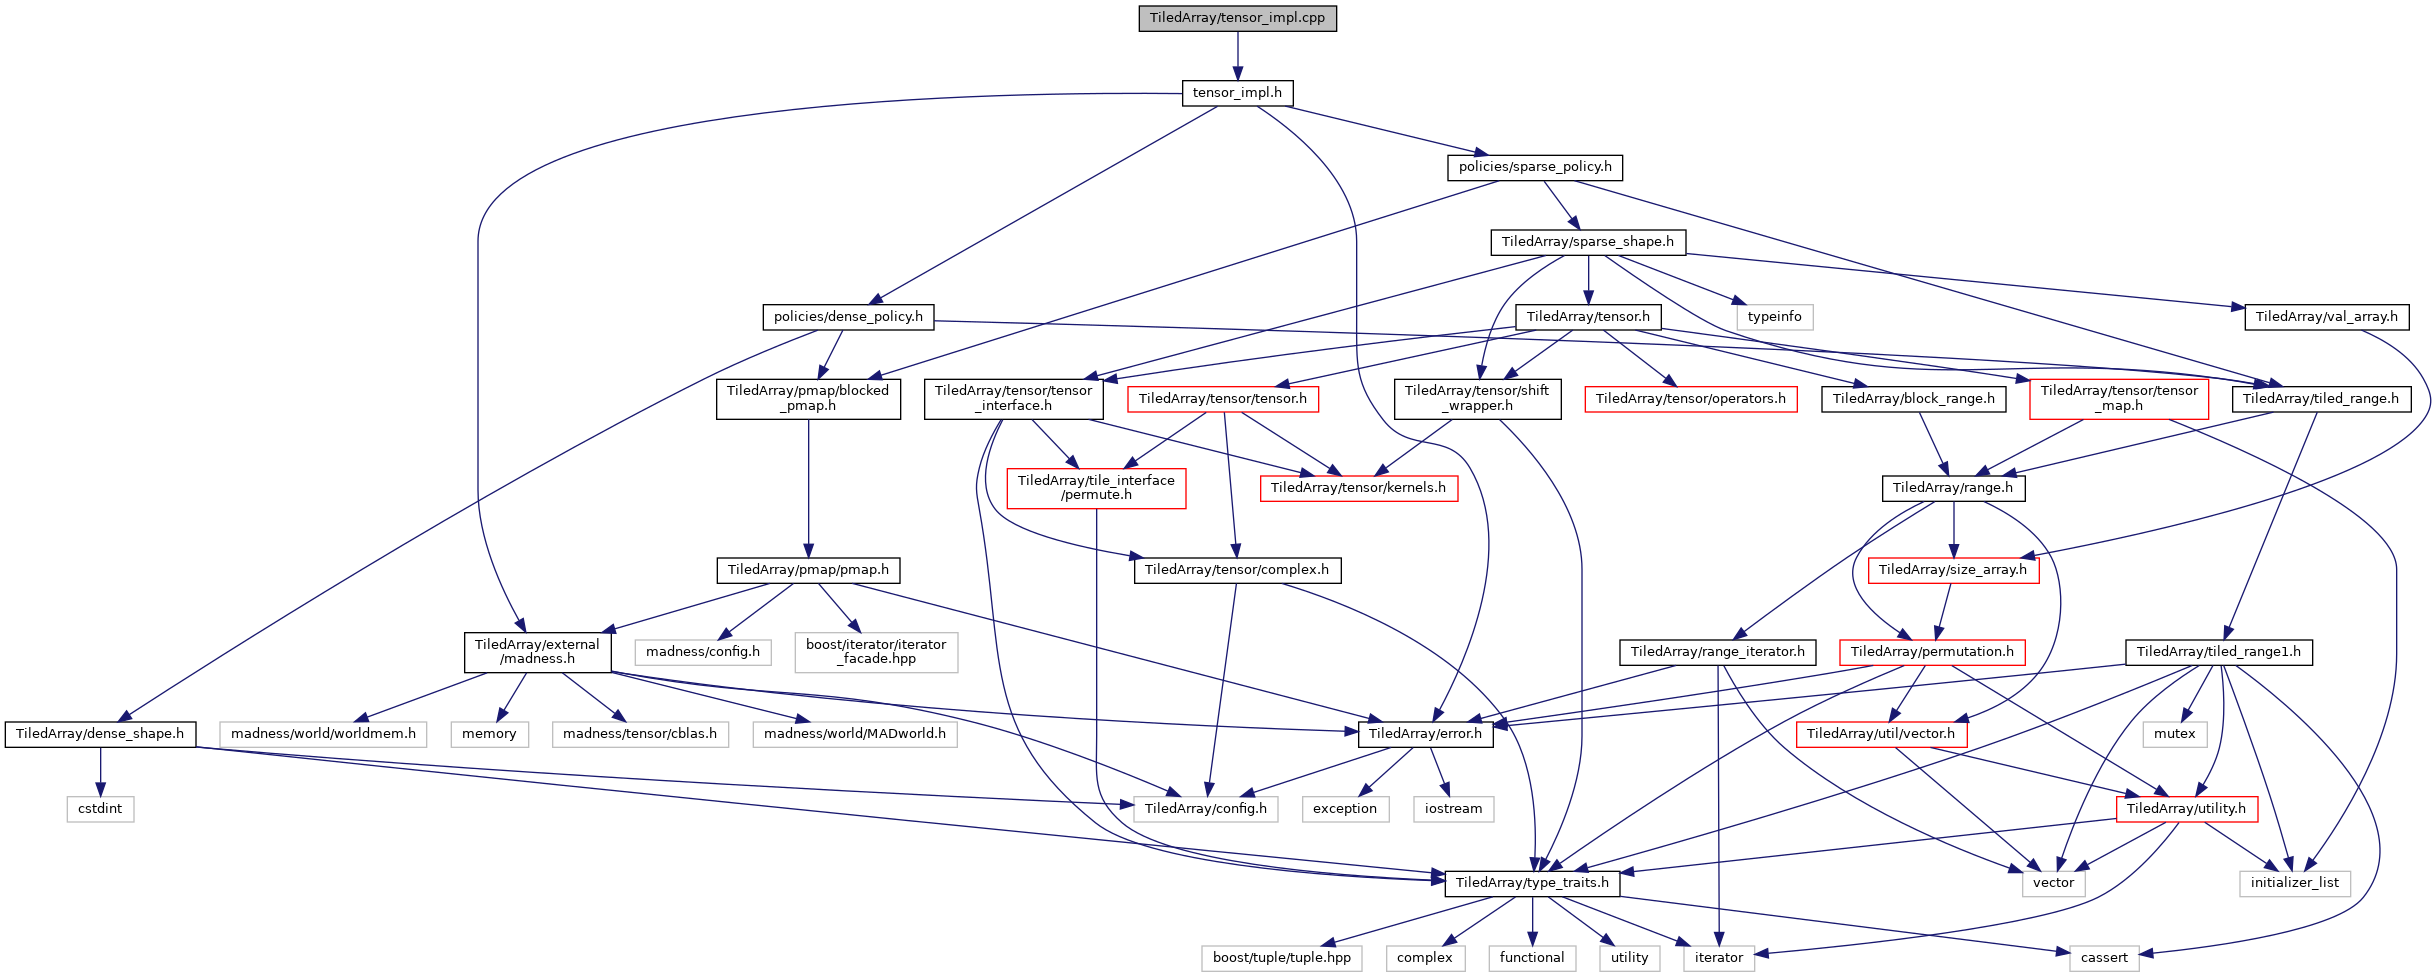 TiledArray/tensor_impl.cpp
tensor_impl.h
policies/sparse_policy.h
TiledArray/sparse_shape.h
policies/dense_policy.h
TiledArray/tensor.h
typeinfo
TiledArray/val_array.h
TiledArray/pmap/blocked
_pmap.h
TiledArray/tensor/tensor
_interface.h
TiledArray/tensor/tensor.h
TiledArray/tensor/shift
_wrapper.h
TiledArray/tensor/operators.h
TiledArray/block_range.h
TiledArray/tensor/tensor
_map.h
TiledArray/tiled_range.h
TiledArray/tile_interface
/permute.h
TiledArray/tensor/kernels.h
TiledArray/range.h
TiledArray/pmap/pmap.h
TiledArray/tensor/complex.h
TiledArray/size_array.h
TiledArray/external
/madness.h
madness/config.h
boost/iterator/iterator
_facade.hpp
TiledArray/range_iterator.h
TiledArray/permutation.h
TiledArray/tiled_range1.h
TiledArray/dense_shape.h
madness/world/worldmem.h
memory
madness/tensor/cblas.h
madness/world/MADworld.h
TiledArray/error.h
TiledArray/util/vector.h
mutex
cstdint
TiledArray/config.h
exception
iostream
TiledArray/utility.h
TiledArray/type_traits.h
vector
initializer_list
boost/tuple/tuple.hpp
complex
functional
utility
iterator
cassert